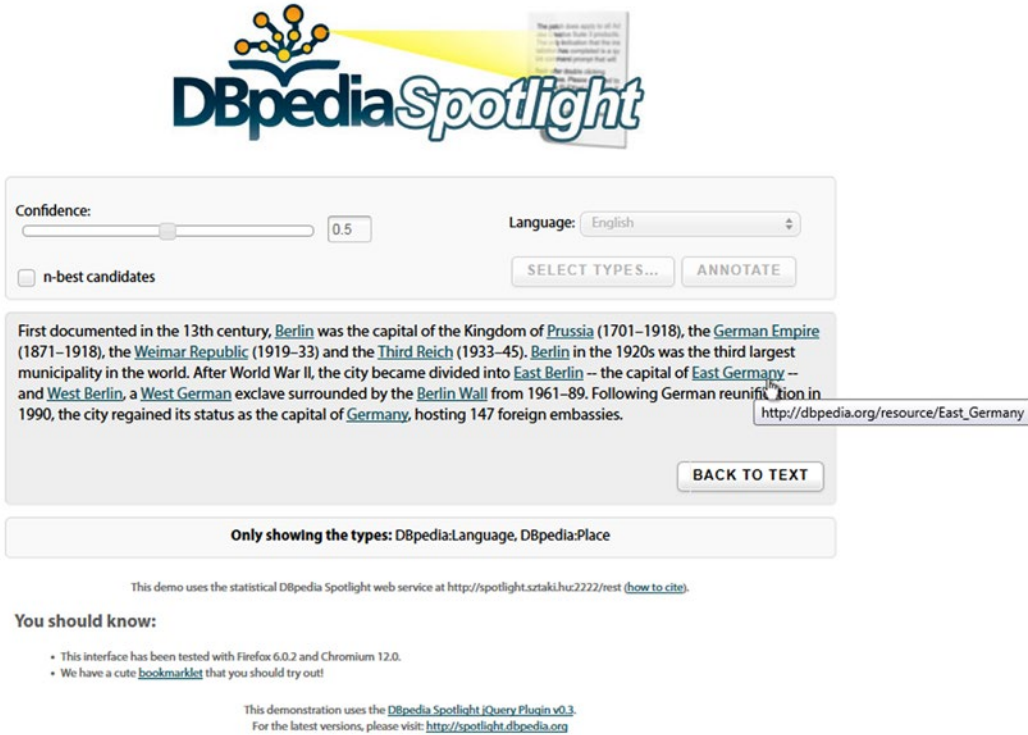 The patch does apply to all
DBpedia Spotlight
Confidence:
0.5
Language: English
n-best candidates
SELECT TYPES...
ANNOTATE
First documented in the 13th century, Berlin was the capital of the Kingdom of Prussia (1701–1918), the German Empire
(1871–1918), the Weimar Republic (1919–33) and the Third Reich (1933–45). Berlin in the 1920s was the third largest
municipality in the world. After World War II, the city became divided into East Berlin -- the capital of East Germany --
and West Berlin, a West German exclave surrounded by the Berlin Wall from 1961–89. Following German reunification in
1990, the city regained its status as the capital of Germany, hosting 147 foreign embassies.
http://dbpedia.org/resource/East_Germany
BACK TO TEXT
Only showing the types: DBpedia:Language, DBpedia:Place
This demo uses the statistical DBpedia Spotlight web service at http://spotlight.sztaki.hu:2222/rest (how to cite).
You should know:
• This interface has been tested with Firefox 6.0.2 and Chromium 12.0.
• We have a cute bookmarklet that you should try out!
This demonstration uses the DBpedia Spotlight jQuery Plugin v0.3.
For the latest versions, please visit: http://spotlight.dbpedia.org